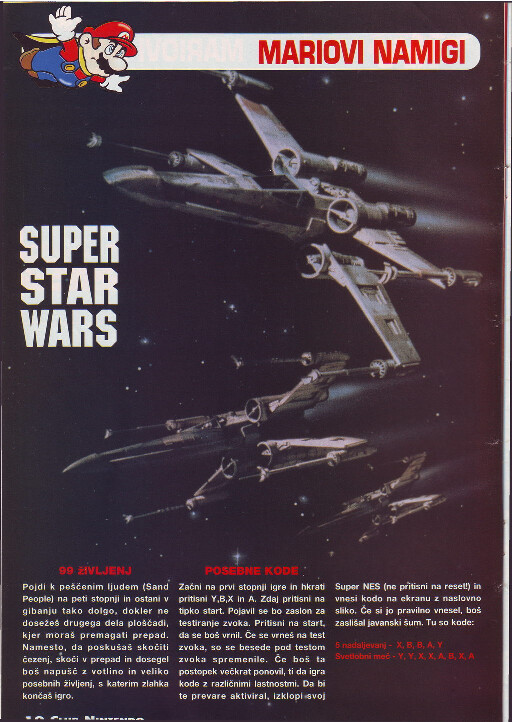 MARIOVI NAMIGI
SUPER
STAR
WARS
99 ŽIVLJENJ
Pojdi k peščenim ljudem (Sand
People) na peti stopnji in ostani v
gibanju tako dolgo, dokler ne
dosežeš drugega dela ploščadi,
kjer moraš premagati prepad.
Namesto, da poskušaš skočiti
čezenj, skoči v prepad in dosegel
boš napušč z votlino in veliko
posebnih življenj, s katerim zlahka
končaš igro.
POSEBNE KODE
Začni na prvi stopnji igre in hkrati
pritisni Y,B,X in A. Zdaj pritisni na
tipko start. Pojavil se bo zaslon za
testiranje zvoka. Pritisni na start,
da se boš vrnil. Če se vrneš na test
zvoka, so se besede pod testom
zvoka spremenile. Če boš ta
postopek večkrat ponovil, ti da igra
kode z različnimi lastnostmi. Da bi
te prevare aktiviral, izklopi svoj
Super NES (ne pritisni na reset!) in
vnesi kodo na ekranu z naslovno
sliko. Če si jo pravilno vnesel, boš
zaslišal javanski šum. Tu so kode:
5 nadaljevanj - X, B, B, A, Y
Svetlobni meč - Y, Y, X, X, A, B, X, A
10 CLUB NINTENDO